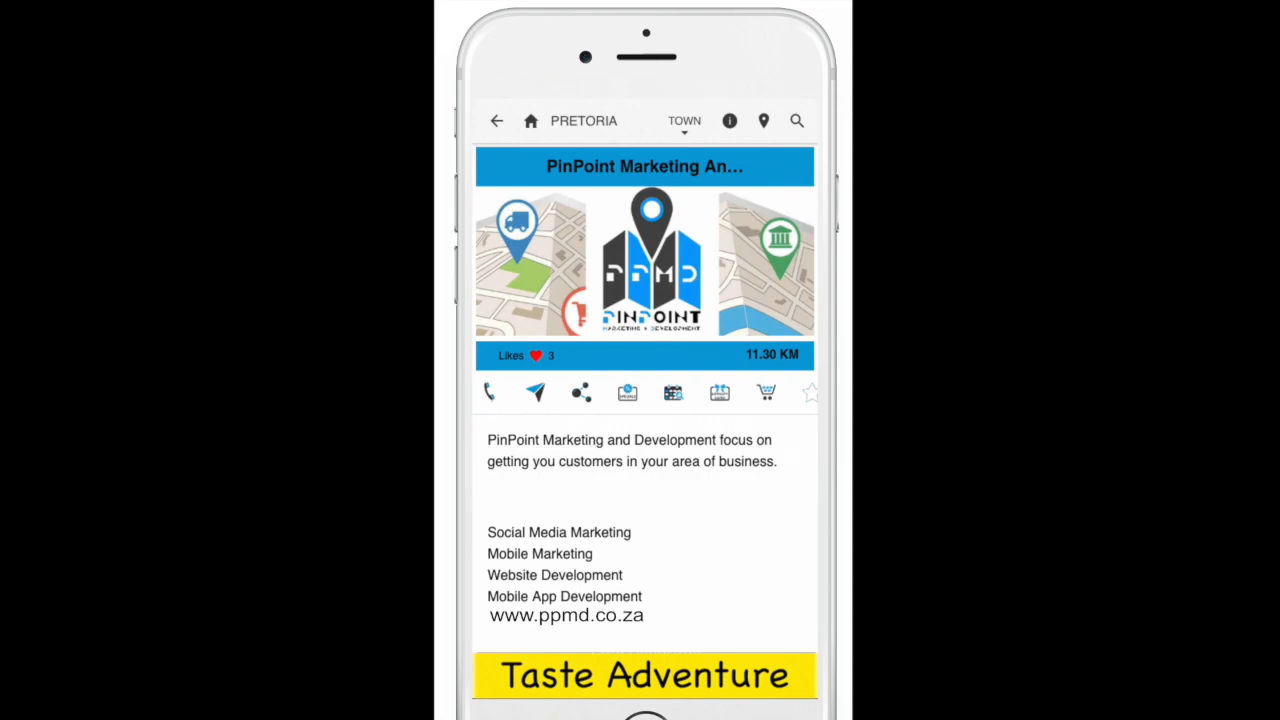 PRETORIA
TOWN
PinPoint Marketing An...
PPMD
PINPOINT
MARKETING + DEVELOPMENT
Likes 3
11.30 KM
PinPoint Marketing and Development focus on
getting you customers in your area of business.
Social Media Marketing
Mobile Marketing
Website Development
Mobile App Development
www.ppmd.co.za
Taste Adventure